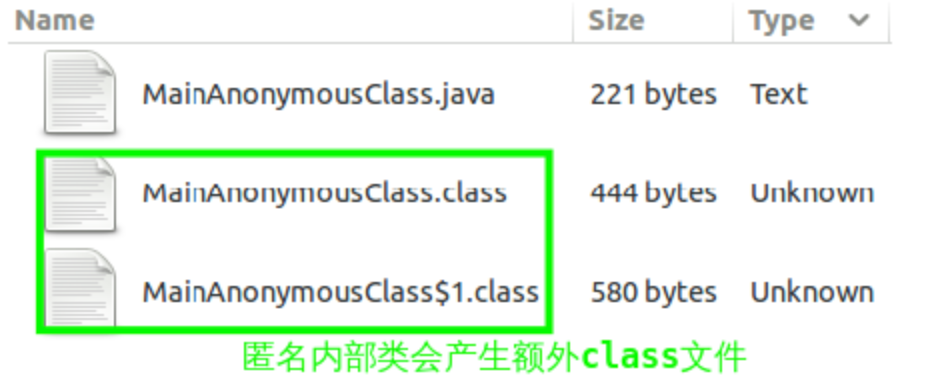 Name Size Type
MainAnonymousClass.java 221 bytes Text
MainAnonymousClass.class 444 bytes Unknown
MainAnonymousClass$1.class 580 bytes Unknown
匿名内部类会产生额外class文件